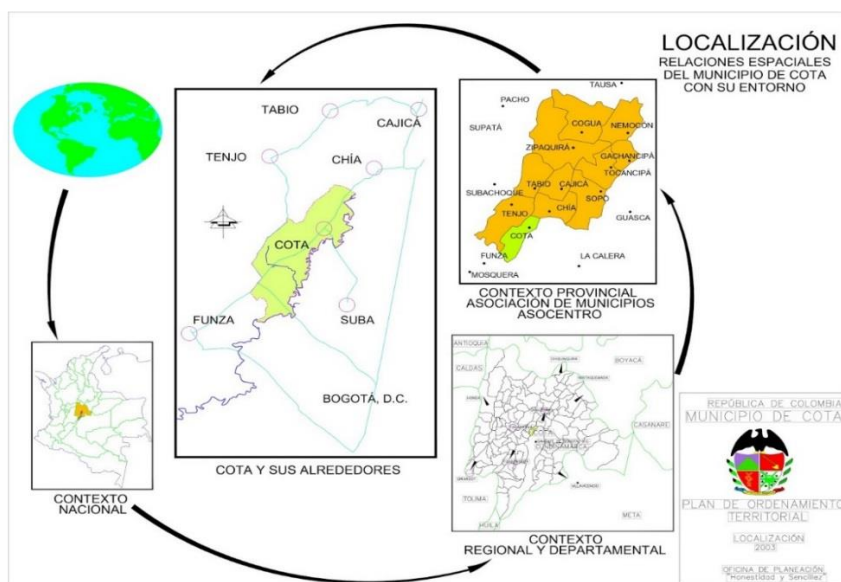 LOCALIZACIÓN
RELACIONES ESPACIALES
DEL MUNICIPIO DE COTA
CON SU ENTORNO
TABIO
CAJICÁ
TENJO
CHÍA
COTA
FUNZA
SUBA
BOGOTÁ, D.C.
COTA Y SUS ALREDEDORES
TAUSA
PACHO
COGUA
NEMOCÓN
SUPATÁ
ZIPAQUIRÁ
GACHANCIPÁ
TOCANCIPÁ
TABIO
CAJICÁ
SUBACHOQUE
SOPÓ
TENJO
CHÍA
GUASCA
COTA
FUNZA
LA CALERA
MOSQUERA
CONTEXTO PROVINCIAL
ASOCIACIÓN DE MUNICIPIOS
ASOCENTRO
CONTEXTO
NACIONAL
ANTIOQUIA
BOYACÁ
CALDAS
CASANARE
TOLIMA
META
HUILA
CONTEXTO
REGIONAL Y DEPARTAMENTAL
REPÚBLICA DE COLOMBIA
MUNICIPIO DE COTA
PLAN DE ORDENAMIENTO
TERRITORIAL
LOCALIZACIÓN
2003
OFICINA DE PLANEACIÓN
"Honestidad y Sencillez"